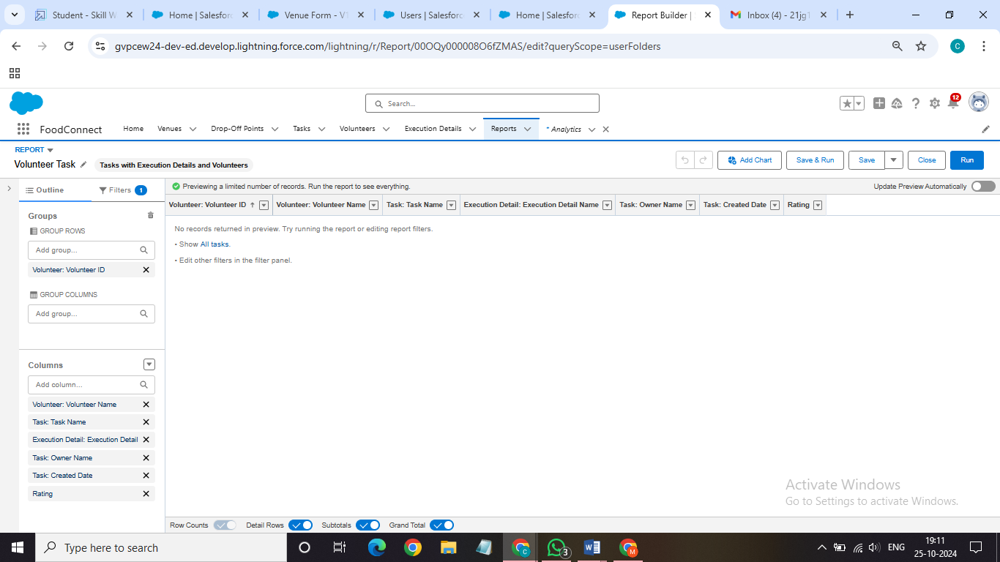 Student - Skill W
Home | Salesforc
Venue Form - V1
Users | Salesforc
Home | Salesforc
Report Builder |
Inbox (4) - 21jg1
gvpcew24-dev-ed.develop.lightning.force.com/lightning/r/Report/00OQy000008O6fZMAS/edit?queryScope=userFolders
C
Search...
12
FoodConnect
Home
Venues
Drop-Off Points
Tasks
Volunteers
Execution Details
Reports
* Analytics
REPORT
Volunteer Task
Tasks with Execution Details and Volunteers
Add Chart
Save & Run
Save
Close
Run
Outline
Filters 1
Previewing a limited number of records. Run the report to see everything.
Update Preview Automatically
Groups
GROUP ROWS
Add group...
Volunteer: Volunteer ID
GROUP COLUMNS
Add group...
Columns
Add column...
Volunteer: Volunteer Name
Task: Task Name
Execution Detail: Execution Detail
Task: Owner Name
Task: Created Date
Rating
Volunteer: Volunteer ID
Volunteer: Volunteer Name
Task: Task Name
Execution Detail: Execution Detail Name
Task: Owner Name
Task: Created Date
Rating
No records returned in preview. Try running the report or editing report filters.
• Show All tasks.
• Edit other filters in the filter panel.
Activate Windows
Go to Settings to activate Windows.
Row Counts
Detail Rows
Subtotals
Grand Total
Type here to search
C
3
W
M
ENG
19:11
25-10-2024